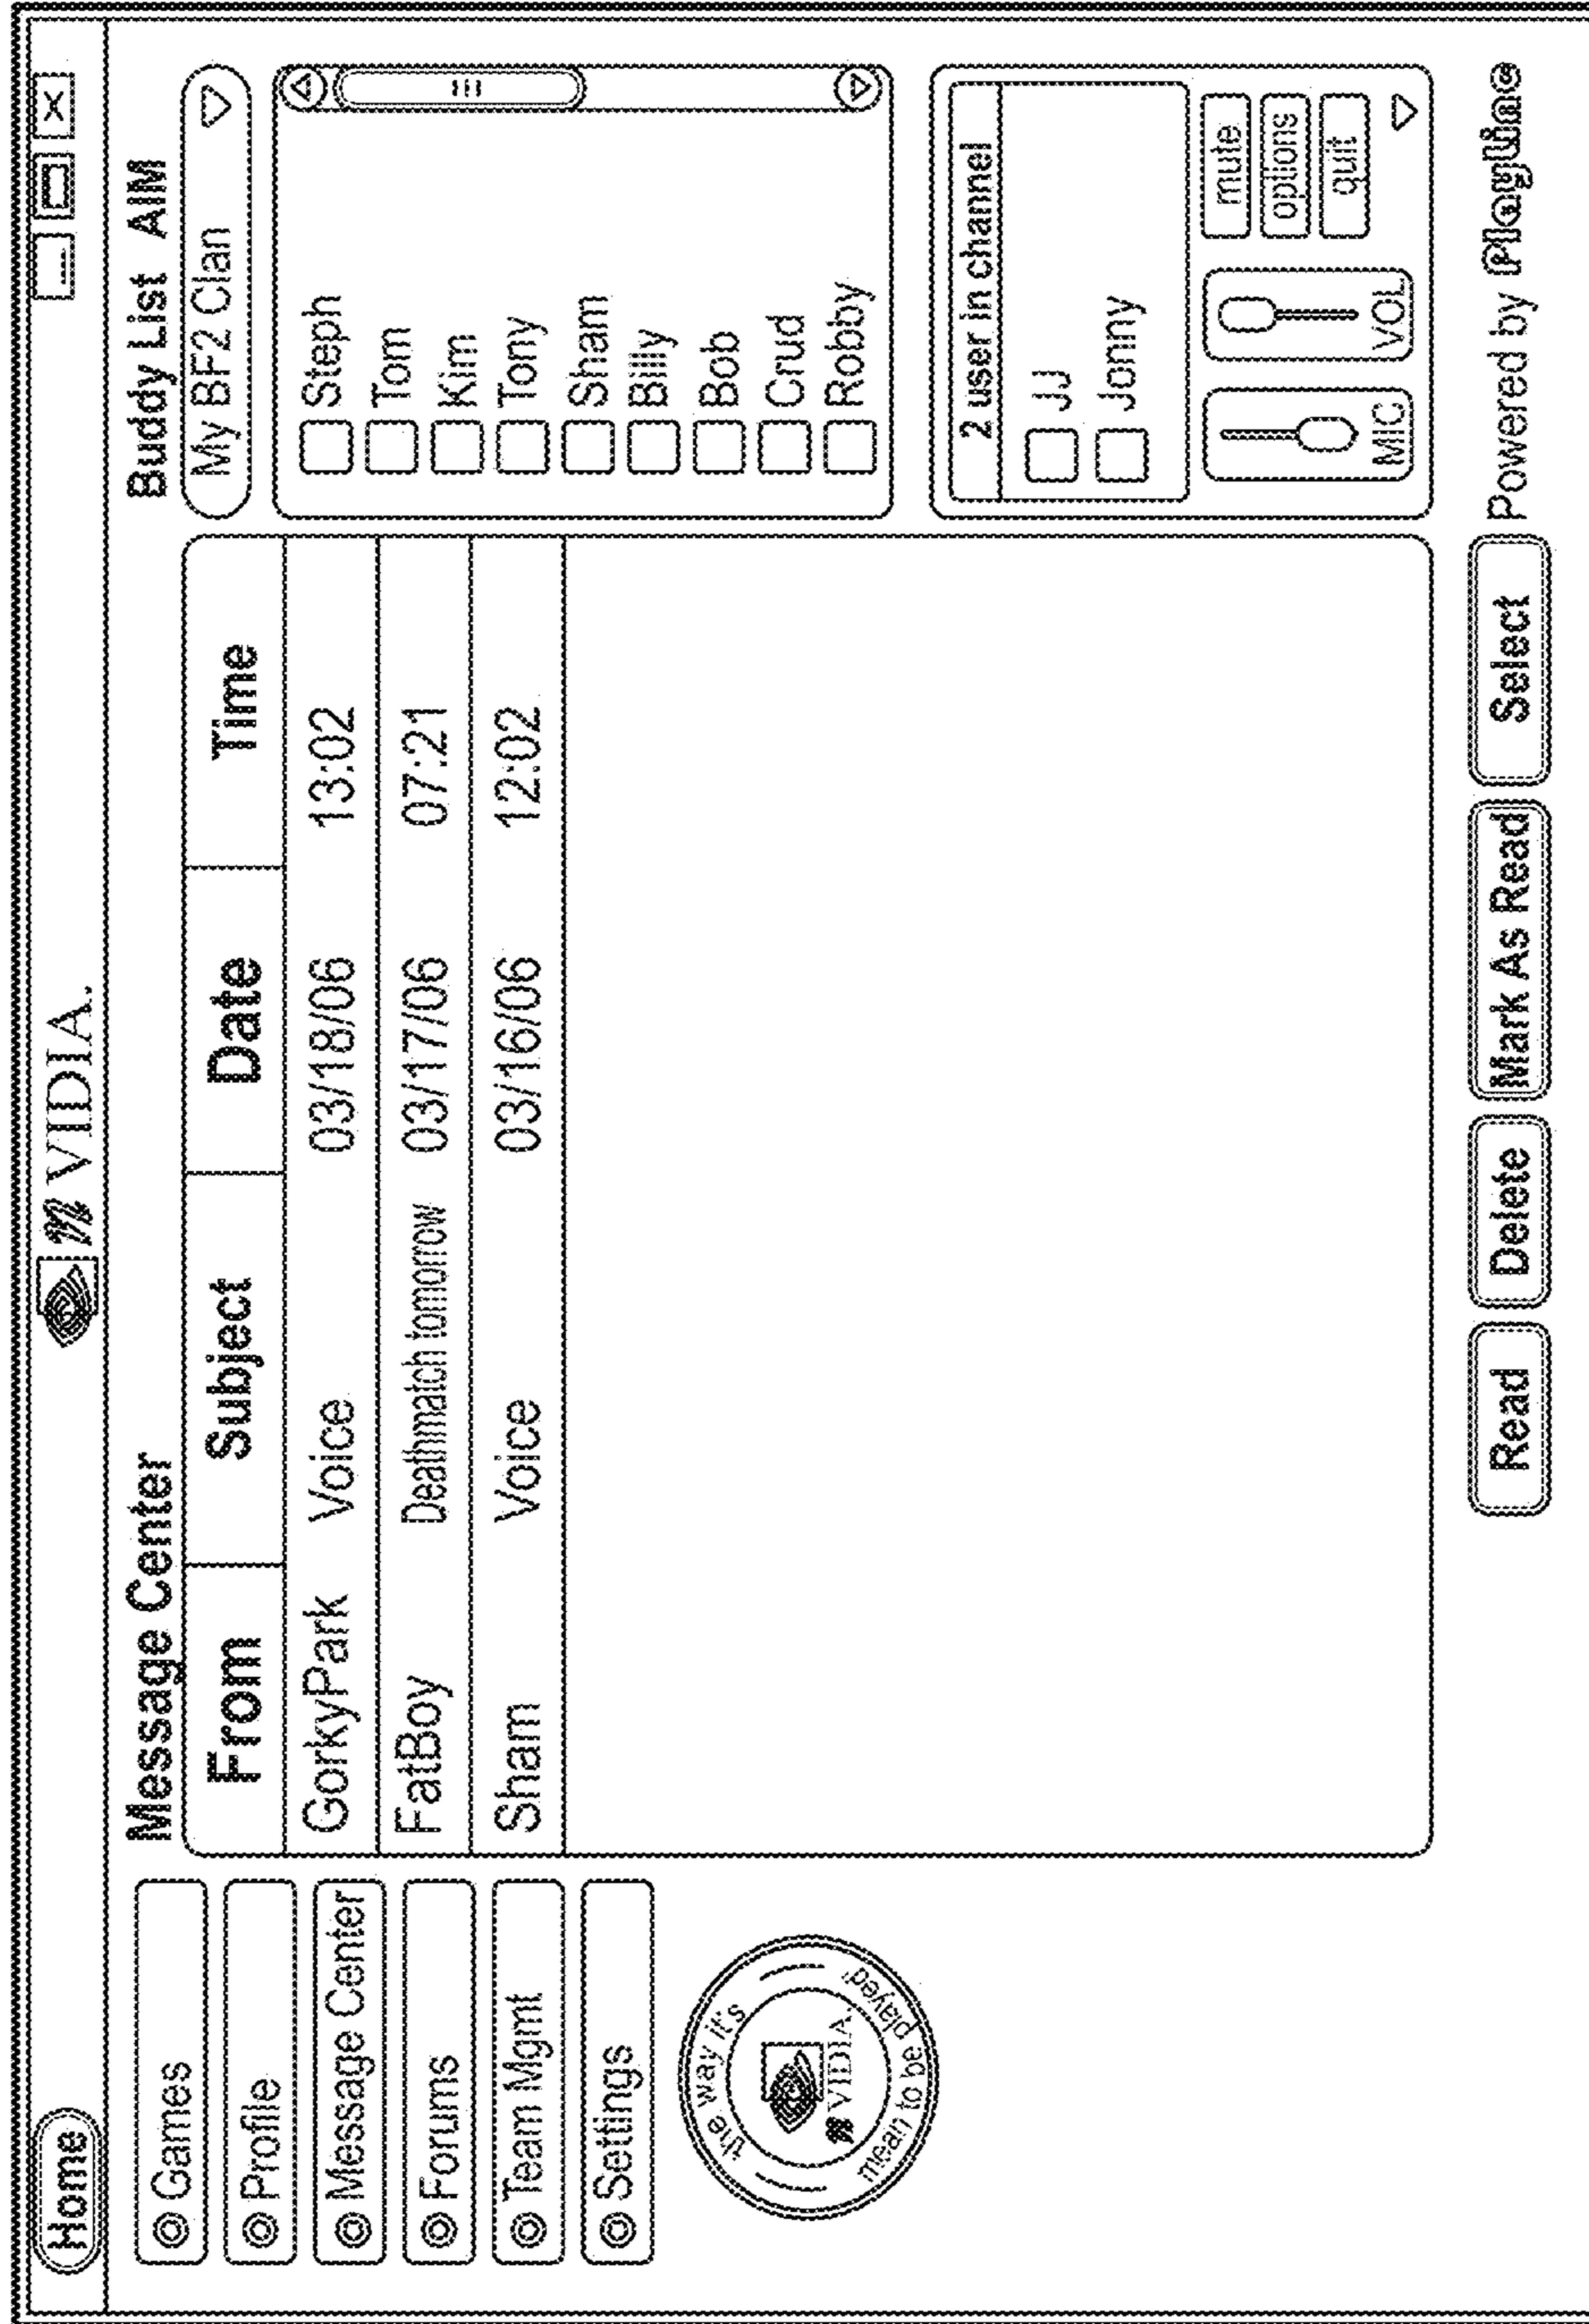 Home
nVIDIA.
Games
Profile
Message Center
Forums
Team Mgmt
Settings
the way it's
nVIDIA.
mean to be played'
Message Center
From Subject Date Time
GorkyPark Voice 03/18/06 13:02
FatBoy Deathmatch tomorrow 03/17/06 07:21
Sham Voice 03/16/06 12:02
Buddy List AIM
My BF2 Clan
Steph
Tom
Kim
Tony
Sham
Billy
Bob
Crud
Robby
2 user in channel
JJ
Jonny
MIC VOL
mute
options
quit
Read Delete Mark As Read Select Powered by PlayLinc